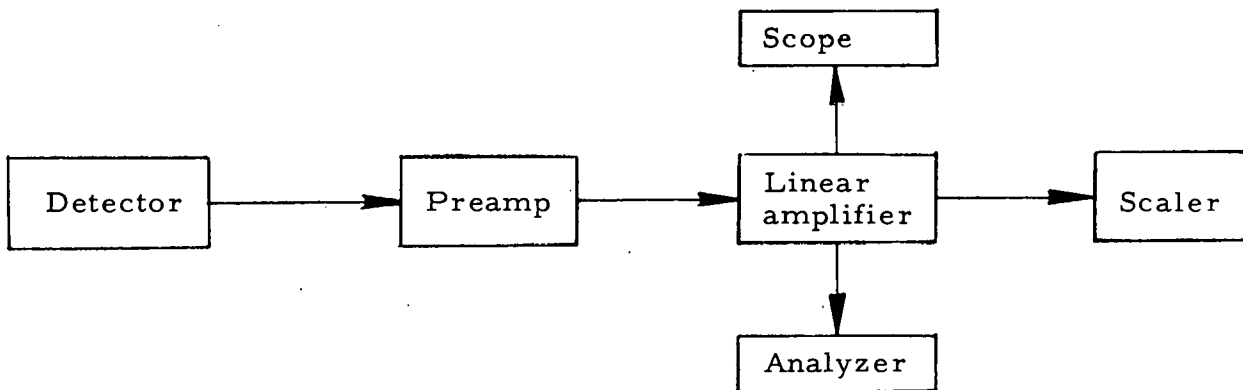 Scope
Detector
Preamp
Linear
amplifier
Scaler
Analyzer